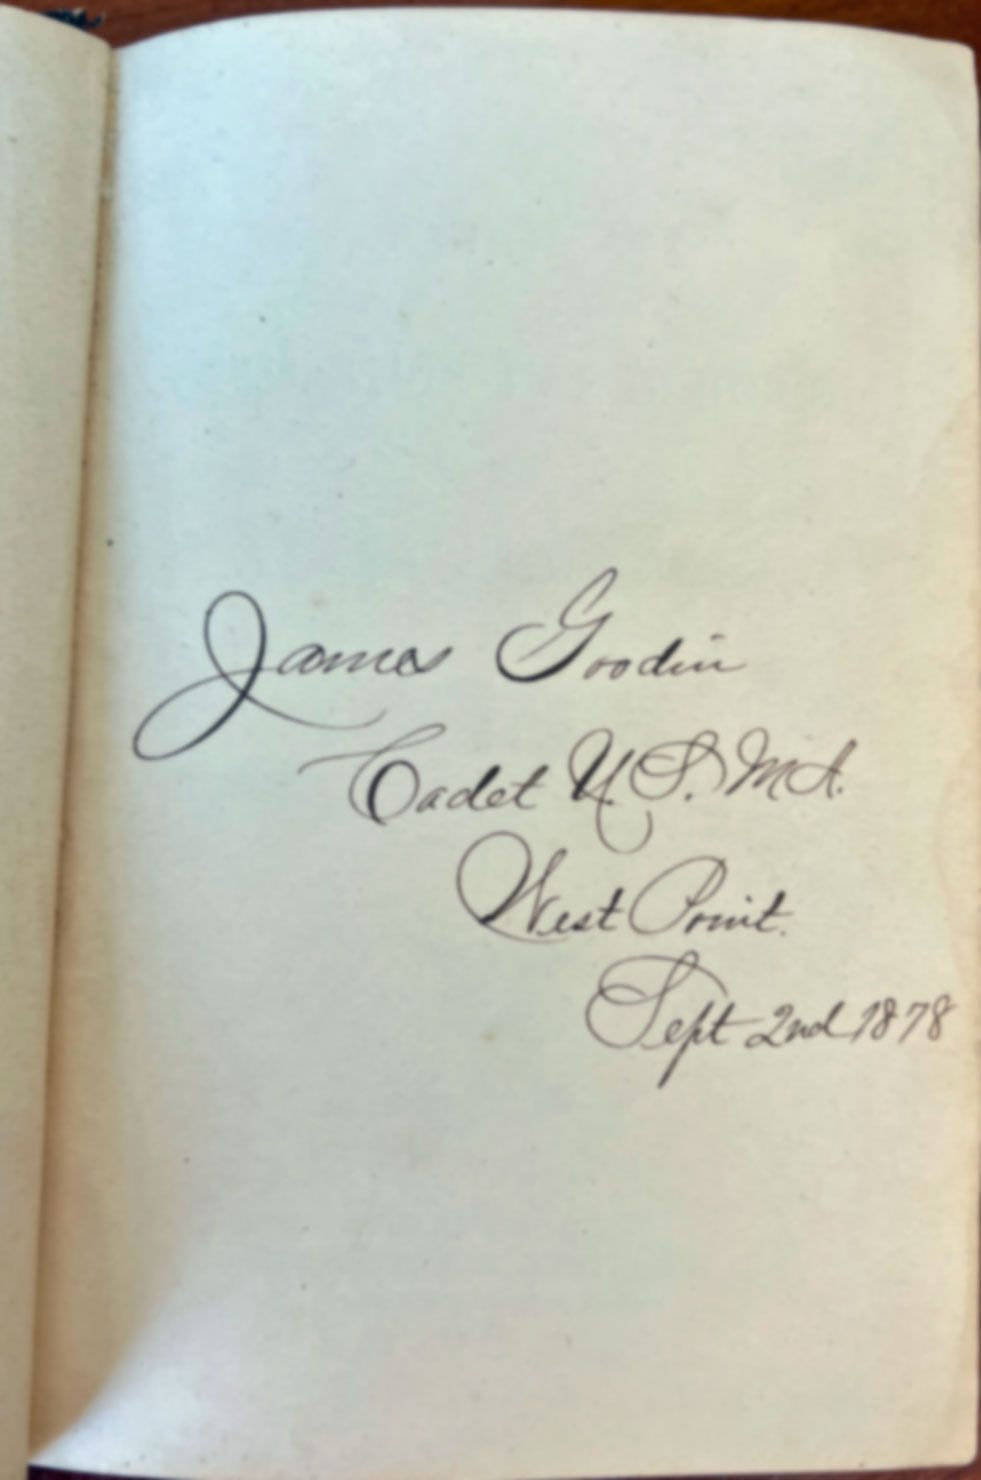 James Goodin
Cadet U.S. M A.
West Point.
Sept 2nd 1878